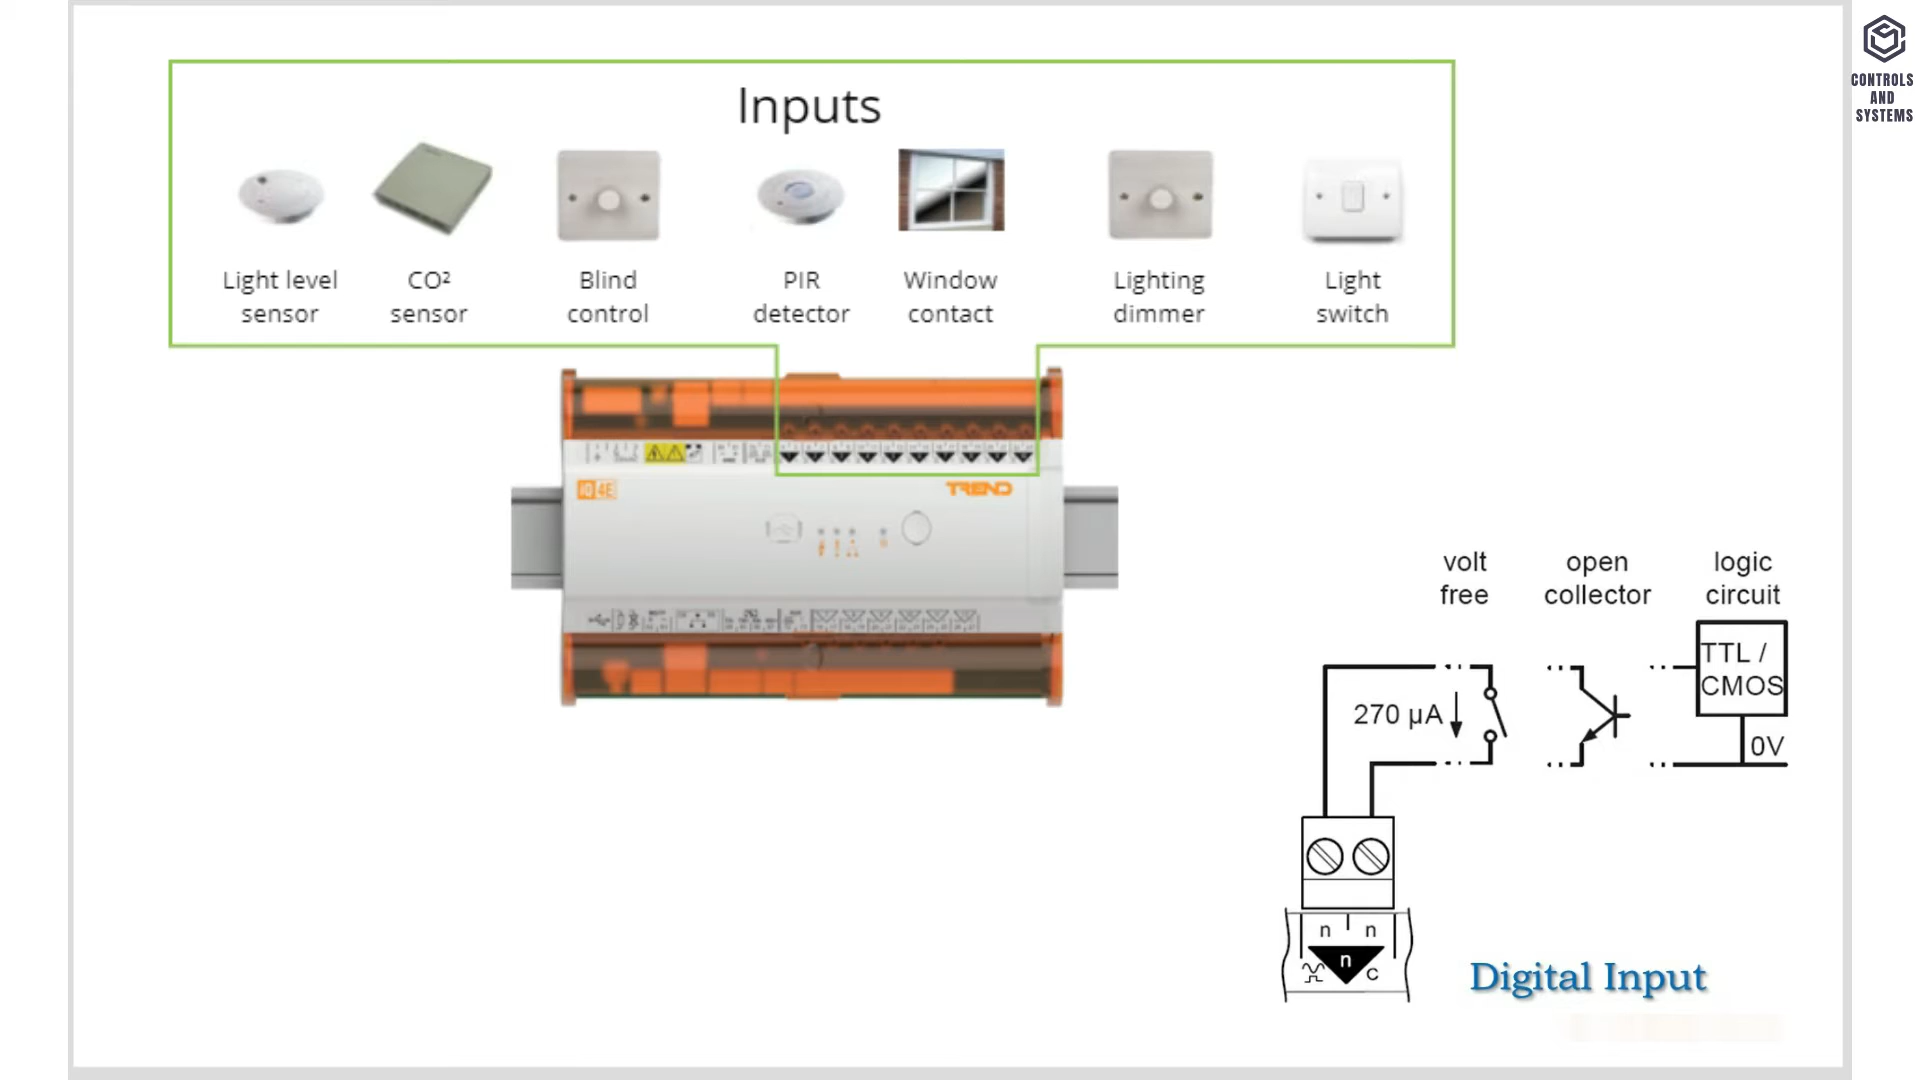 CONTROLS
AND
SYSTEMS
Inputs
Light level
sensor
CO²
sensor
Blind
control
PIR
detector
Window
contact
Lighting
dimmer
Light
switch
IQ4E
TREND
volt
free
open
collector
logic
circuit
TTL /
CMOS
270 µA
0V
n n
n
C
Digital Input